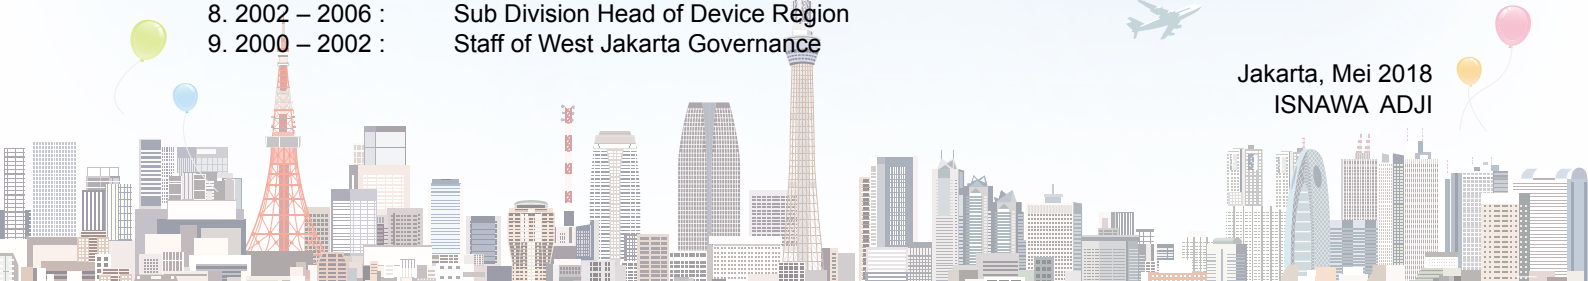 8. 2002 – 2006 : Sub Division Head of Device Region
9. 2000 – 2002 : Staff of West Jakarta Governance
Jakarta, Mei 2018
ISNAWA ADJI